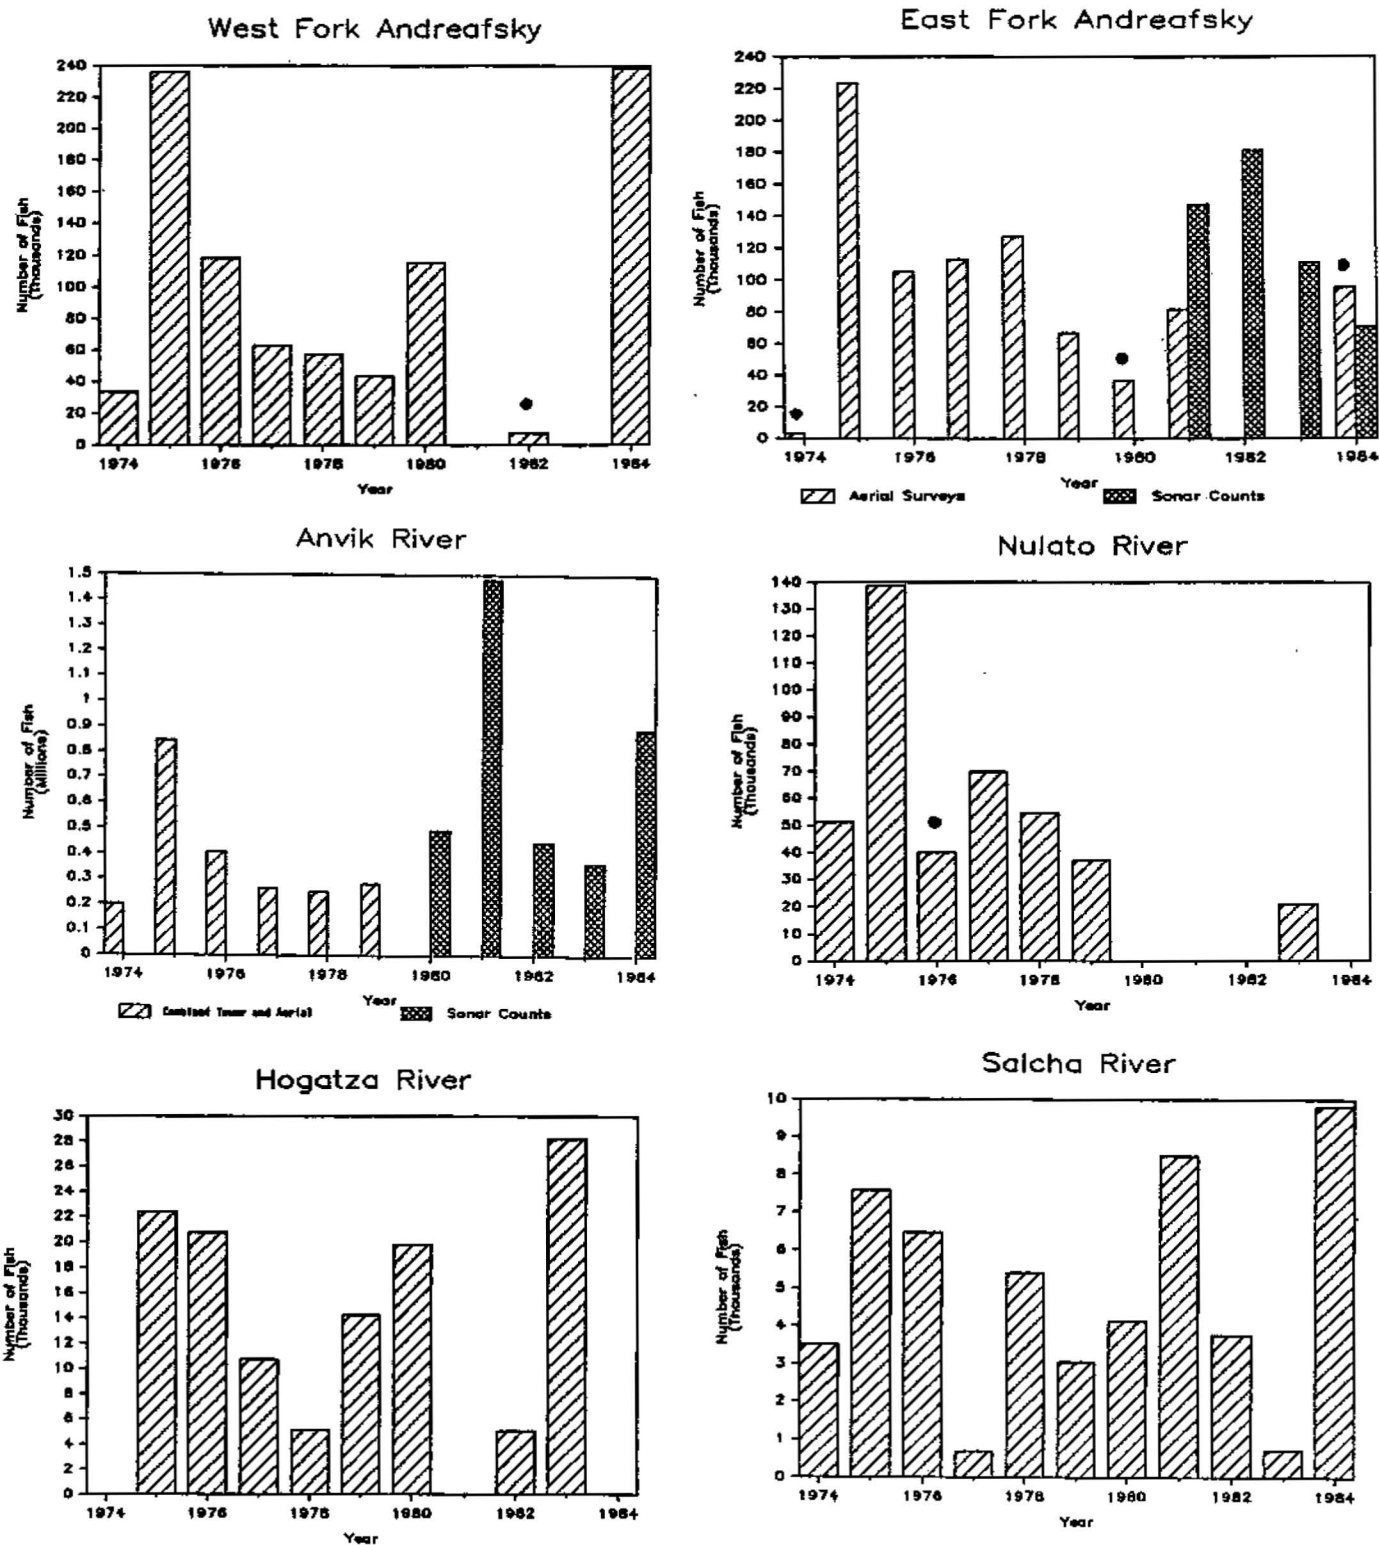 West Fork Andreafsky
240
220
200
180
160
140
120
100
80
60
40
20
0
Number of Fish
(Thousands)
1974 1976 1978 1980 1982 1984
Year
East Fork Andreafsky
240
220
200
180
160
140
120
100
80
60
40
20
0
Number of Fish
(Thousands)
1974 1976 1978 1980 1982 1984
Year
Aerial Surveys Sonar Counts
Anvik River
1.5
1.4
1.3
1.2
1.1
1
0.9
0.8
0.7
0.6
0.5
0.4
0.3
0.2
0.1
0
Number of Fish
(Millions)
1974 1976 1978 1980 1982 1984
Year
Combined Tower and Aerial Sonar Counts
Nulato River
140
130
120
110
100
90
80
70
60
50
40
30
20
10
0
Number of Fish
(Thousands)
1974 1976 1978 1980 1982 1984
Year
Hogatza River
30
28
26
24
22
20
18
16
14
12
10
8
6
4
2
0
Number of Fish
(Thousands)
1974 1976 1978 1980 1982 1984
Year
Salcha River
10
9
8
7
6
5
4
3
2
1
0
Number of Fish
(Thousands)
1974 1976 1978 1980 1982 1984
Year